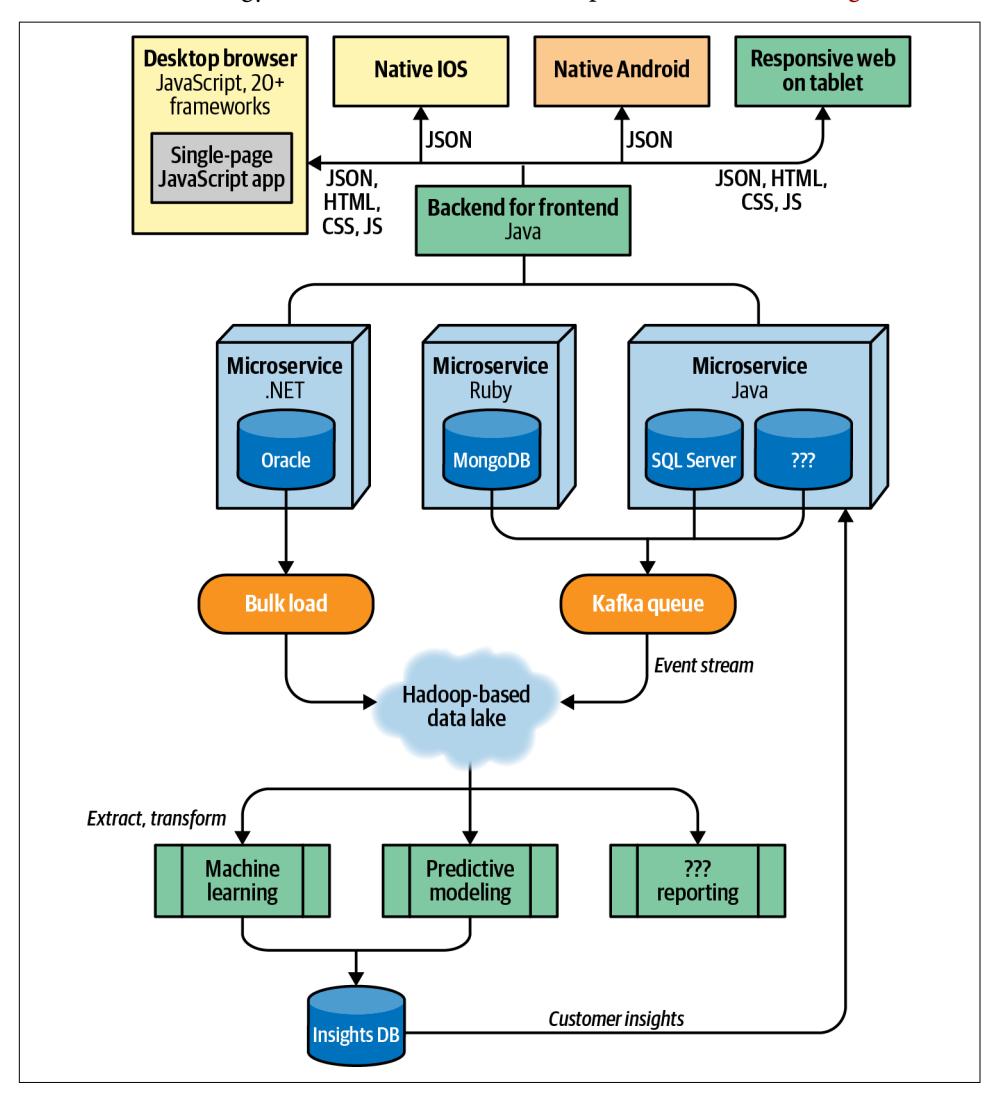 Desktop browser
JavaScript, 20+
frameworks
Single-page
JavaScript app
Native IOS
Native Android
Responsive web
on tablet
JSON
JSON
JSON,
HTML,
CSS, JS
JSON, HTML,
CSS, JS
Backend for frontend
Java
Microservice
.NET
Oracle
Microservice
Ruby
MongoDB
Microservice
Java
SQL Server
???
Bulk load
Kafka queue
Event stream
Hadoop-based
data lake
Extract, transform
Machine
learning
Predictive
modeling
???
reporting
Insights DB
Customer insights